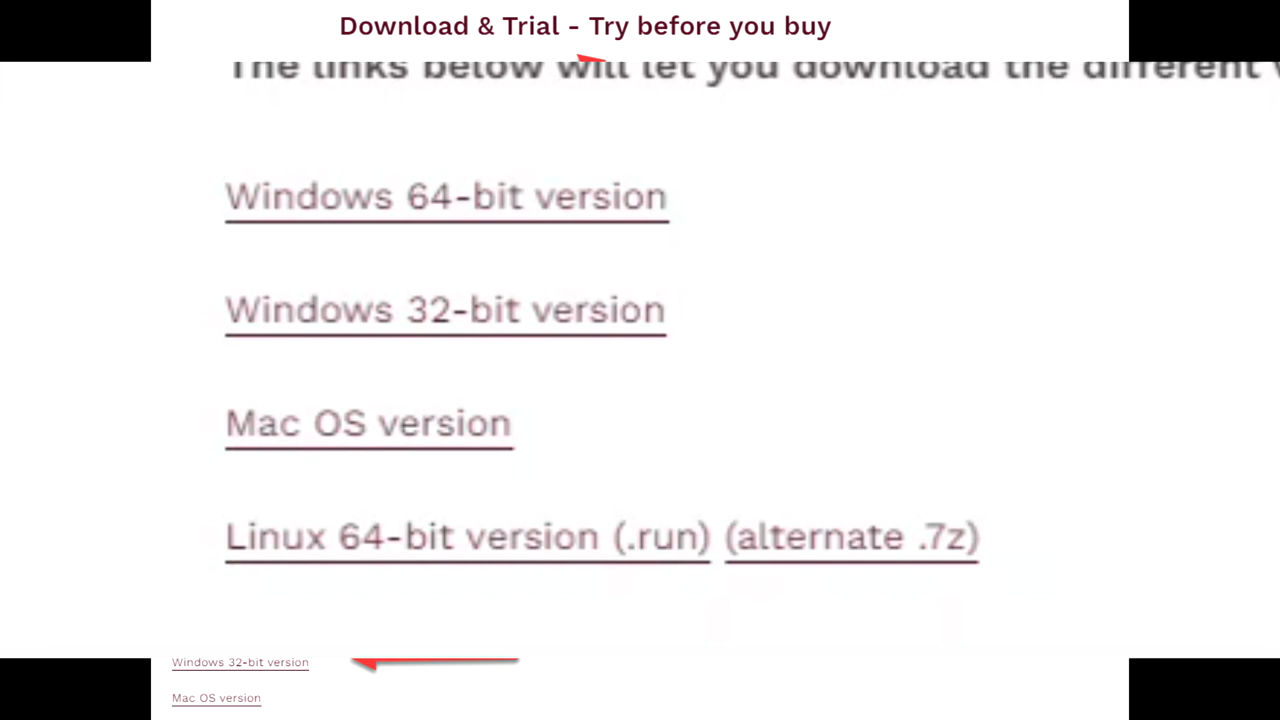 Download & Trial - Try before you buy
The links below will let you download the different
Windows 64-bit version
Windows 32-bit version
Mac OS version
Linux 64-bit version (.run) (alternate .7z)
Windows 32-bit version
Mac OS version